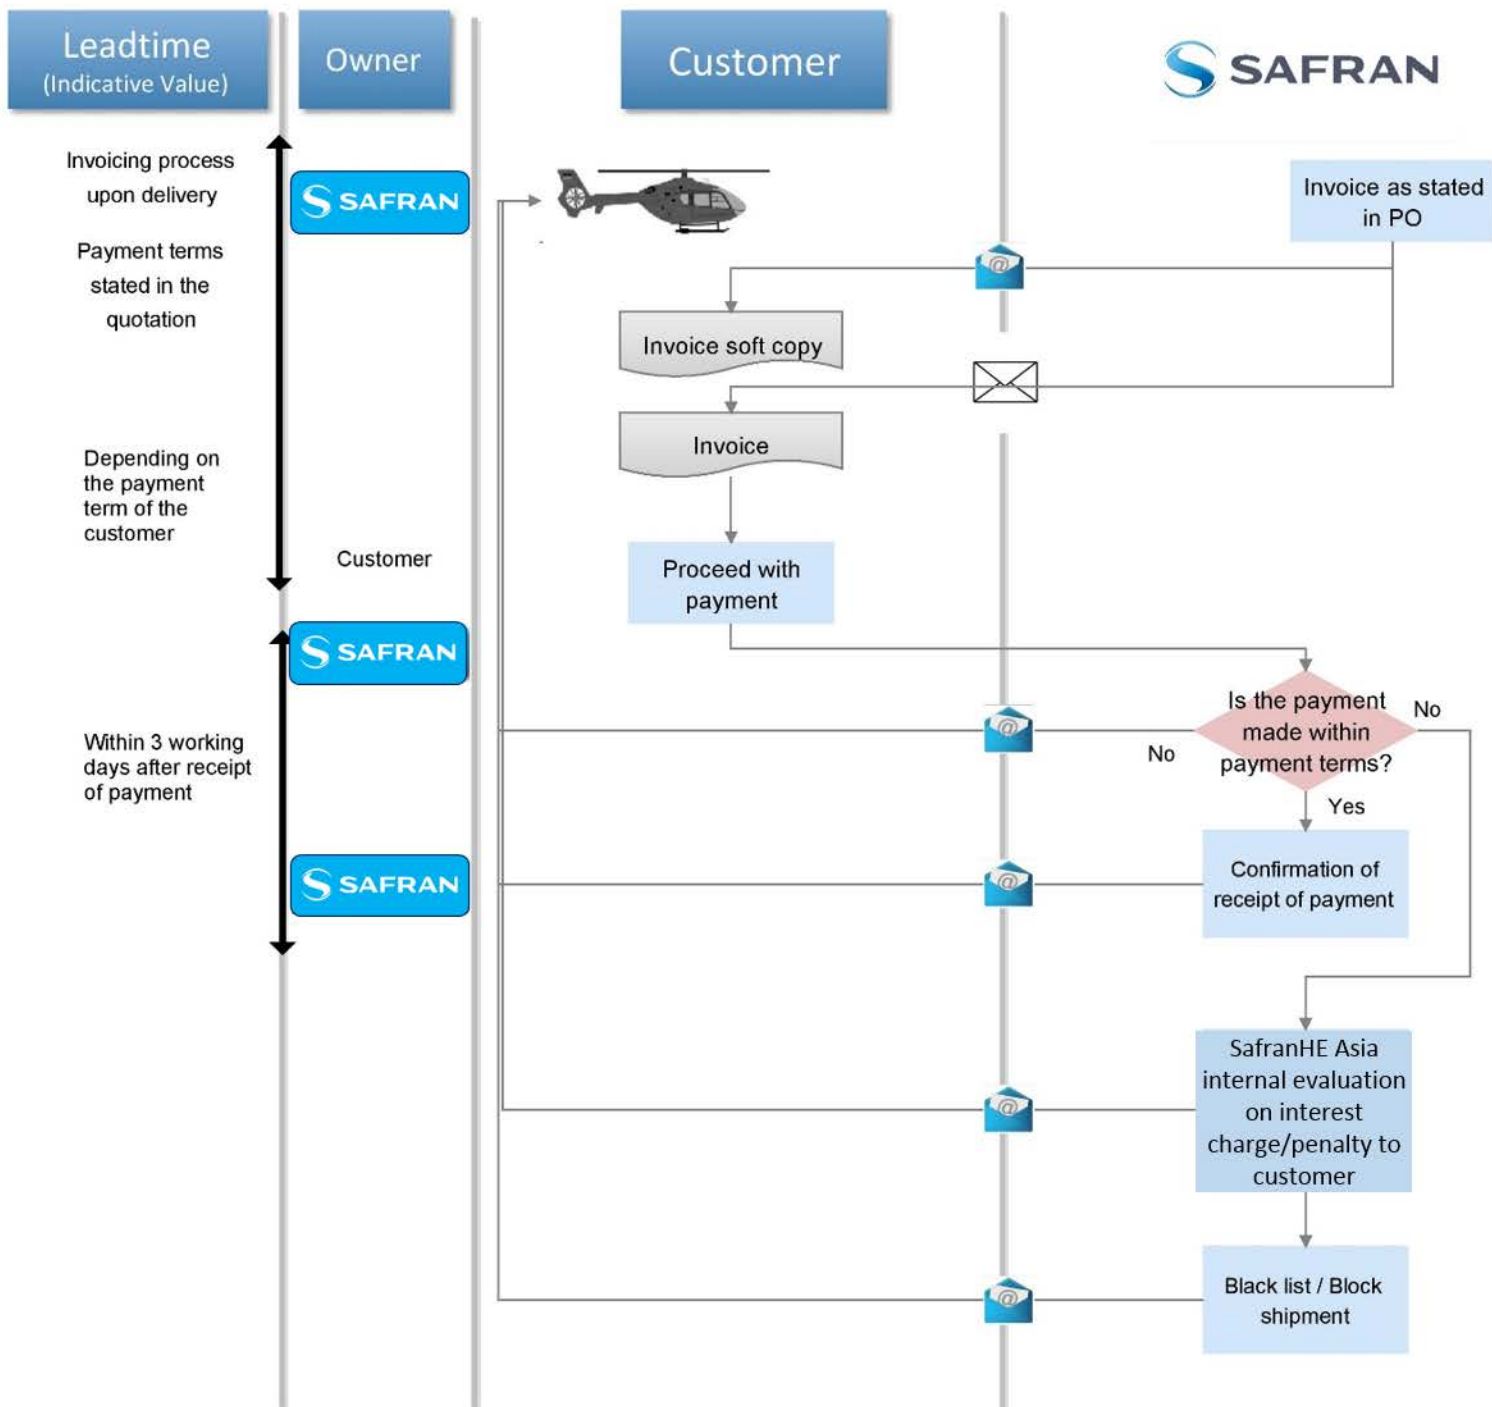 Leadtime
(Indicative Value)
Owner
Customer
SAFRAN
Invoicing process
upon delivery
SAFRAN
Invoice as stated
in PO
Payment terms
stated in the
quotation
@
Invoice soft copy
Invoice
Depending on
the payment
term of the
customer
Customer
Proceed with
payment
SAFRAN
Is the payment
made within
payment terms?
No
No
@
Yes
Within 3 working
days after receipt
of payment
SAFRAN
@
Confirmation of
receipt of payment
SafranHE Asia
internal evaluation
on interest
charge/penalty to
customer
@
Black list / Block
shipment
@